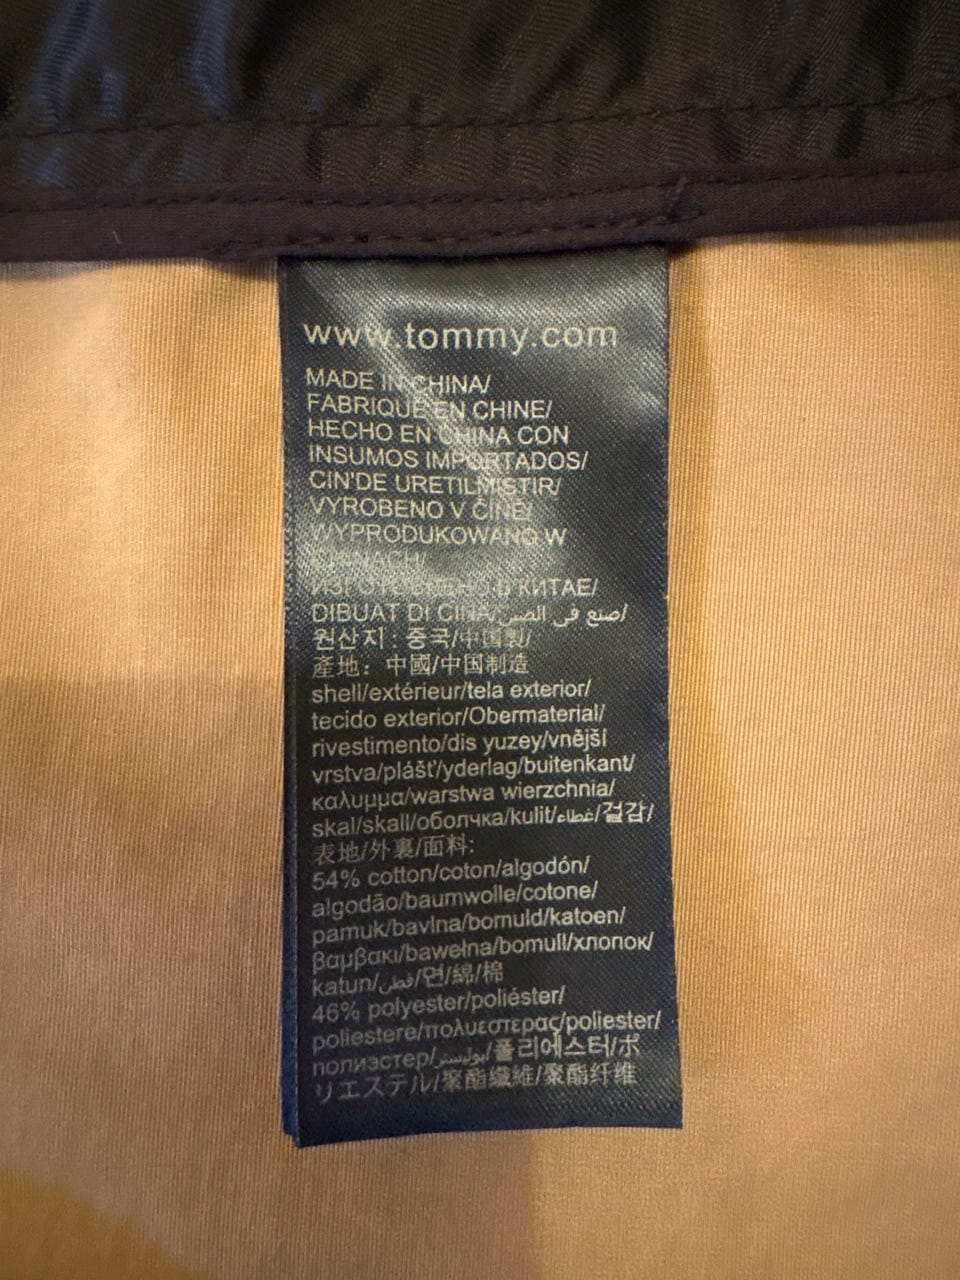 www.tommy.com
MADE IN CHINA/
FABRIQUE EN CHINE/
HECHO EN CHINA CON
INSUMOS IMPORTADOS/
CIN'DE URETILMISTIR/
VYROBENO V ČINE/
WYPRODUKOWANO W
CHINACH/
ИЗГОТОВЛЕНО В КИТАЕ/
DIBUAT DI CINA/صنع في الصين/
원산지 : 중국/中国製/
產地： 中國/中国制造
shell/extérieur/tela exterior/
tecido exterior/Obermaterial/
rivestimento/dis yuzey/vnější
vrstva/plášť/yderlag/buitenkant/
καλυμμα/warstwa wierzchnia/
skal/skall/оболчка/kulit/غطاء/겉감/
表地/外裏/面料:
54% cotton/coton/algodón/
algodão/baumwolle/cotone/
pamuk/bavlna/bomuld/katoen/
βαμβακι/bawełna/bomull/хлопок/
katun/قطن/면/綿/棉
46% polyester/poliéster/
poliestere/πολυεστερας/poliester/
полиэстер/بوليستر/폴리에스터/ポ
リエステル/聚酯纖維/聚酯纤维